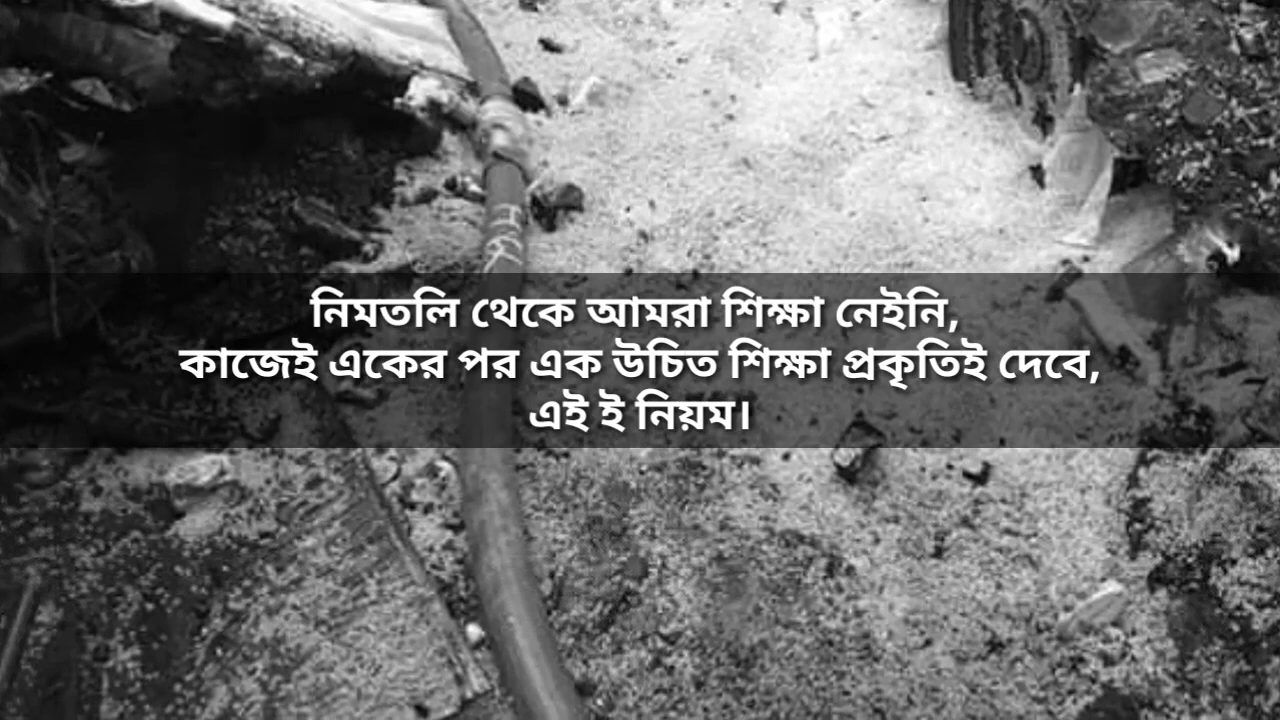 নিমতলি থেকে আমরা শিক্ষা নেইনি,
কাজেই একের পর এক উচিত শিক্ষা প্রকৃতিই দেবে,
এই ই নিয়ম।